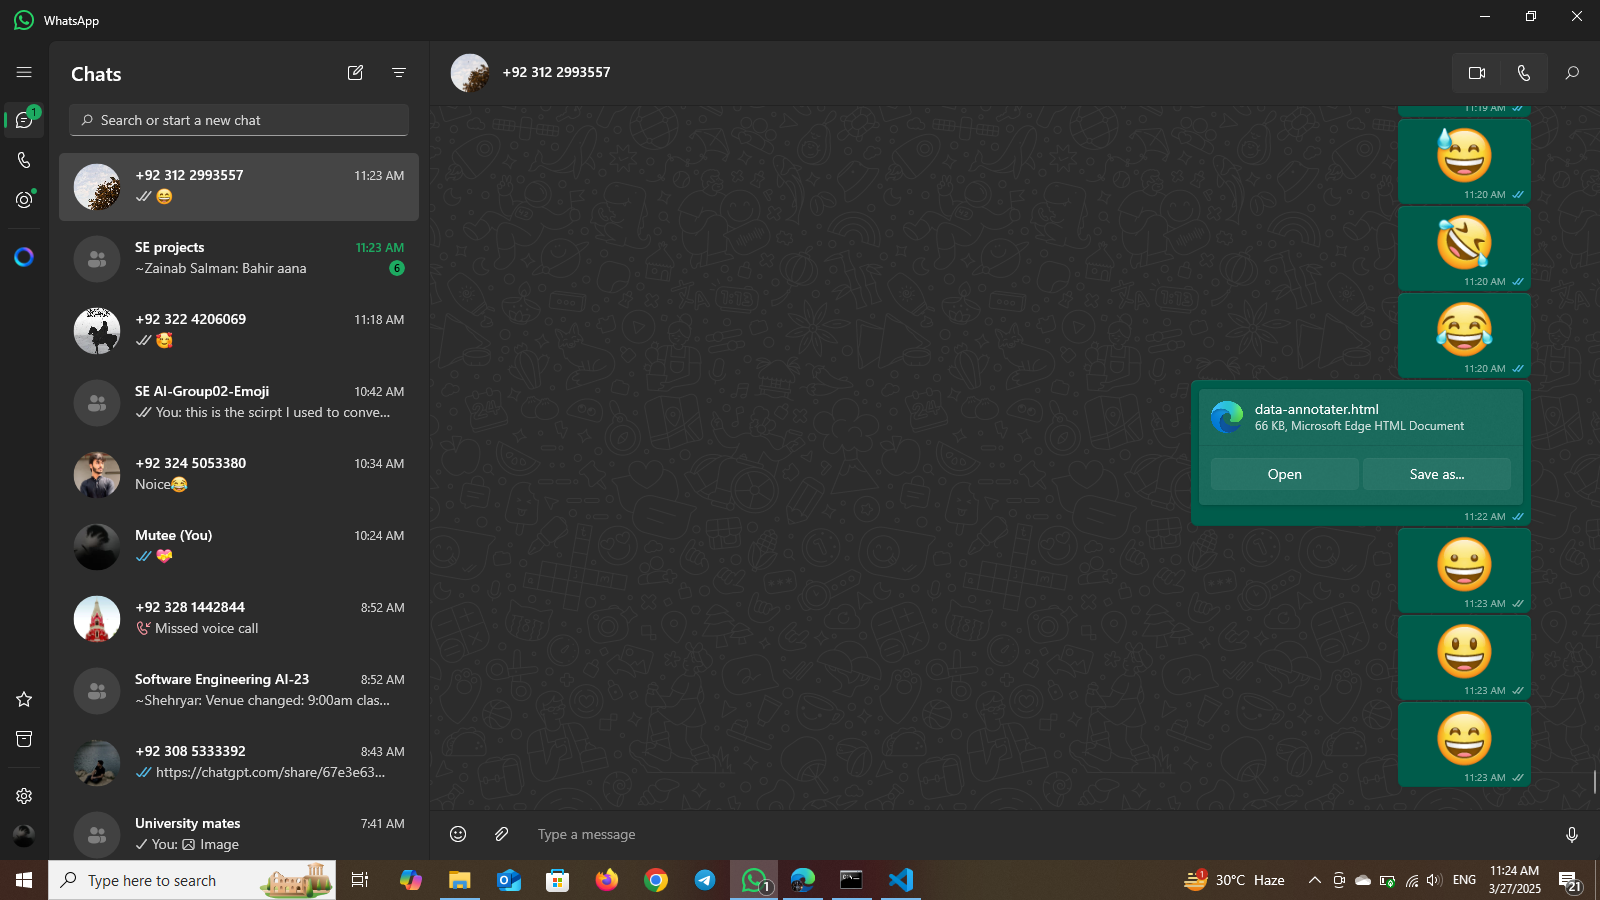 WhatsApp
Chats
Search or start a new chat
1
+92 312 2993557
11:23 AM
SE projects
11:23 AM
~Zainab Salman: Bahir aana
6
+92 322 4206069
11:18 AM
SE AI-Group02-Emoji
10:42 AM
You: this is the scirpt I used to conve...
+92 324 5053380
10:34 AM
Noice
Mutee (You)
10:24 AM
+92 328 1442844
8:52 AM
Missed voice call
Software Engineering AI-23
8:52 AM
~Shehryar: Venue changed: 9:00am clas...
+92 308 5333392
8:43 AM
https://chatgpt.com/share/67e3e63...
University mates
7:41 AM
You: Image
+92 312 2993557
11:19 AM
11:20 AM
11:20 AM
11:20 AM
data-annotater.html
66 KB, Microsoft Edge HTML Document
Open
Save as...
11:22 AM
11:23 AM
11:23 AM
11:23 AM
Type a message
Type here to search
1
1
30°C Haze
ENG
11:24 AM
3/27/2025
21